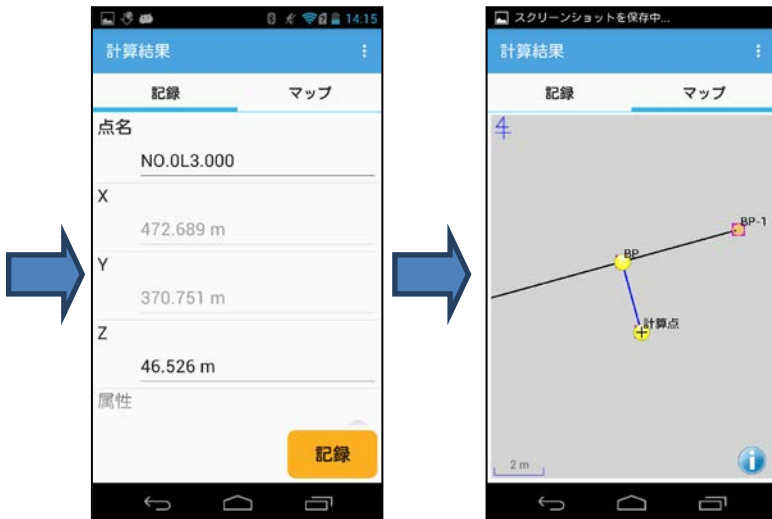 14:15
計算結果
記録
マップ
点名
NO.0L3.000
X
472.689 m
Y
370.751 m
Z
46.526 m
属性
記録
スクリーンショットを保存中...
計算結果
記録
マップ
4
BP-1
BP
計算点
2 m